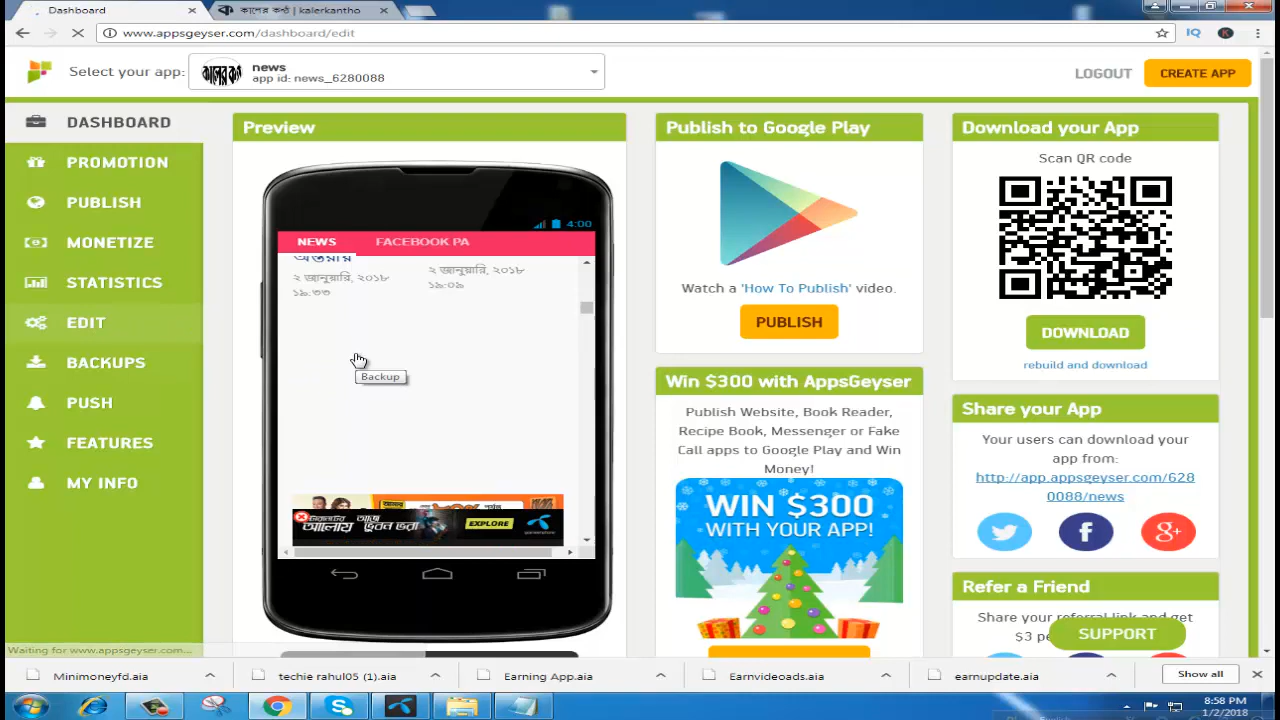 Dashboard
কালের কণ্ঠ | kalerkantho
www.appsgeyser.com/dashboard/edit
IQ
K
Select your app:
কালের কণ্ঠ
news
app id: news_6280088
LOGOUT
CREATE APP
DASHBOARD
PROMOTION
PUBLISH
MONETIZE
STATISTICS
EDIT
BACKUPS
PUSH
FEATURES
MY INFO
Preview
4:00
NEWS
FACEBOOK PA
২ জানুয়ারি, ২০১৮
১৯:৩৩
২ জানুয়ারি, ২০১৮
১৯:০৯
Backup
EXPLORE
Publish to Google Play
Watch a 'How To Publish' video.
PUBLISH
Win $300 with AppsGeyser
Publish Website, Book Reader,
Recipe Book, Messenger or Fake
Call apps to Google Play and Win
Money!
WIN $300
WITH YOUR APP!
Download your App
Scan QR code
DOWNLOAD
rebuild and download
Share your App
Your users can download your
app from:
http://app.appsgeyser.com/628
0088/news
Refer a Friend
Share your referral link and get
$3 pe
SUPPORT
Waiting for www.appsgeyser.com...
Minimoneyfd.aia
techie rahul05 (1).aia
Earning App.aia
Earnvideoads.aia
earnupdate.aia
Show all
8:58 PM
1/2/2018
English